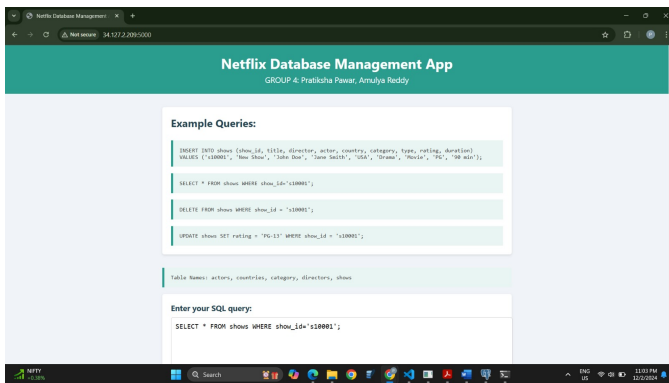 Netflix Database Management
Not secure
34.127.2.209:5000
Netflix Database Management App
GROUP 4: Pratiksha Pawar, Amulya Reddy
Example Queries:
INSERT INTO shows (show_id, title, director, actor, country, category, type, rating, duration)
VALUES ('s10001', 'New Show', 'John Doe', 'Jane Smith', 'USA', 'Drama', 'Movie', 'PG', '90 min');
SELECT * FROM shows WHERE show_id='s10001';
DELETE FROM shows WHERE show_id = 's10001';
UPDATE shows SET rating = 'PG-13' WHERE show_id = 's10001';
Table Names: actors, countries, category, directors, shows
Enter your SQL query:
SELECT * FROM shows WHERE show_id='s10001';
NIFTY
+0.38%
Search
ENG
US
11:03 PM
12/2/2024